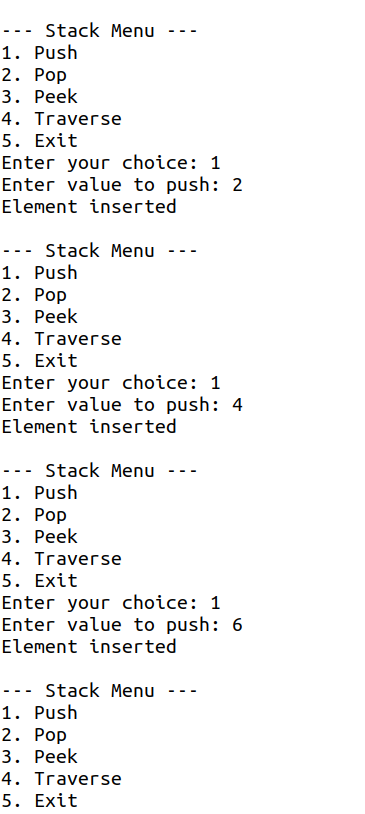 --- Stack Menu ---
1. Push
2. Pop
3. Peek
4. Traverse
5. Exit
Enter your choice: 1
Enter value to push: 2
Element inserted
--- Stack Menu ---
1. Push
2. Pop
3. Peek
4. Traverse
5. Exit
Enter your choice: 1
Enter value to push: 4
Element inserted
--- Stack Menu ---
1. Push
2. Pop
3. Peek
4. Traverse
5. Exit
Enter your choice: 1
Enter value to push: 6
Element inserted
--- Stack Menu ---
1. Push
2. Pop
3. Peek
4. Traverse
5. Exit